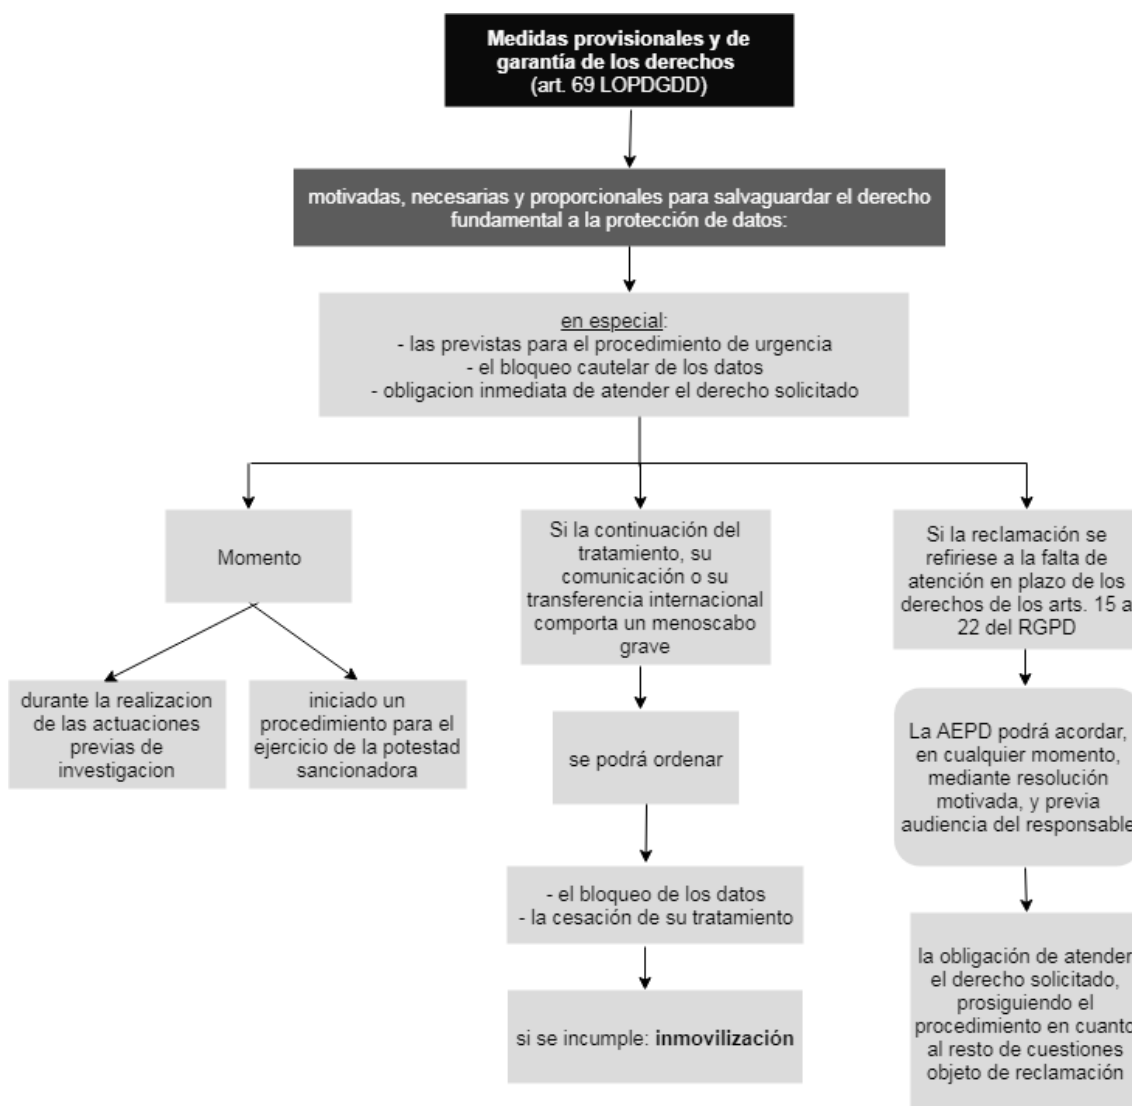 Medidas provisionales y de
garantía de los derechos
(art. 69 LOPDGDD)
motivadas, necesarias y proporcionales para salvaguardar el derecho
fundamental a la protección de datos:
en especial:
- las previstas para el procedimiento de urgencia
- el bloqueo cautelar de los datos
- obligacion inmediata de atender el derecho solicitado
Momento
durante la realizacion
de las actuaciones
previas de
investigacion
iniciado un
procedimiento para el
ejercicio de la potestad
sancionadora
Si la continuación del
tratamiento, su
comunicación o su
transferencia internacional
comporta un menoscabo
grave
se podrá ordenar
- el bloqueo de los datos
- la cesación de su tratamiento
si se incumple: inmovilización
Si la reclamación se
refiriese a la falta de
atención en plazo de los
derechos de los arts. 15 a
22 del RGPD
La AEPD podrá acordar,
en cualquier momento,
mediante resolución
motivada, y previa
audiencia del responsable
la obligación de atender
el derecho solicitado,
prosiguiendo el
procedimiento en cuanto
al resto de cuestiones
objeto de reclamación